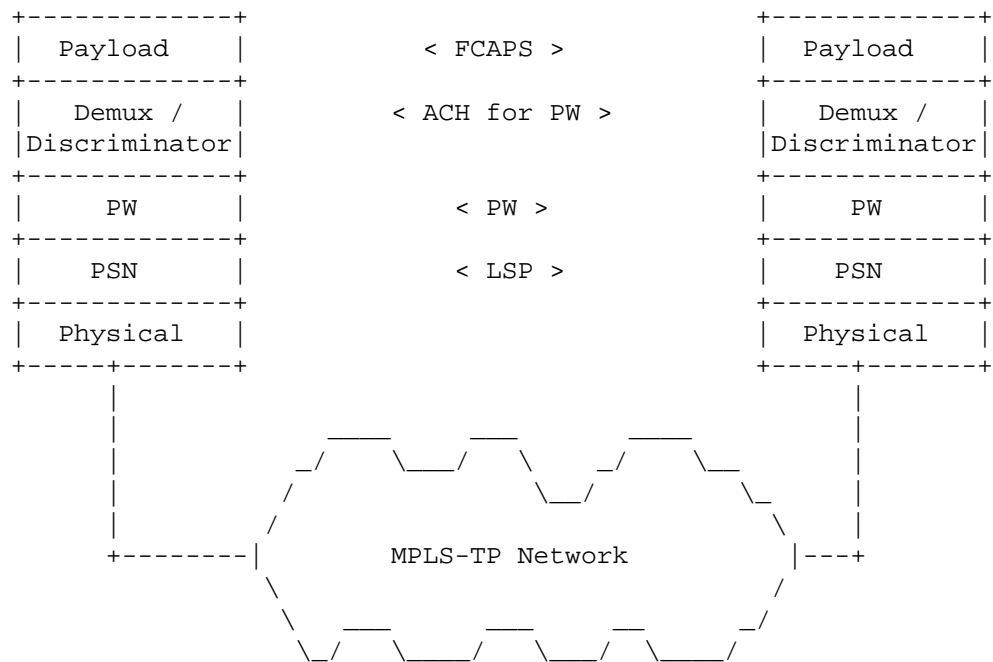 Payload < FCAPS > Payload
Demux / < ACH for PW > Demux /
Discriminator Discriminator
PW < PW > PW
PSN < LSP > PSN
Physical Physical
MPLS-TP Network